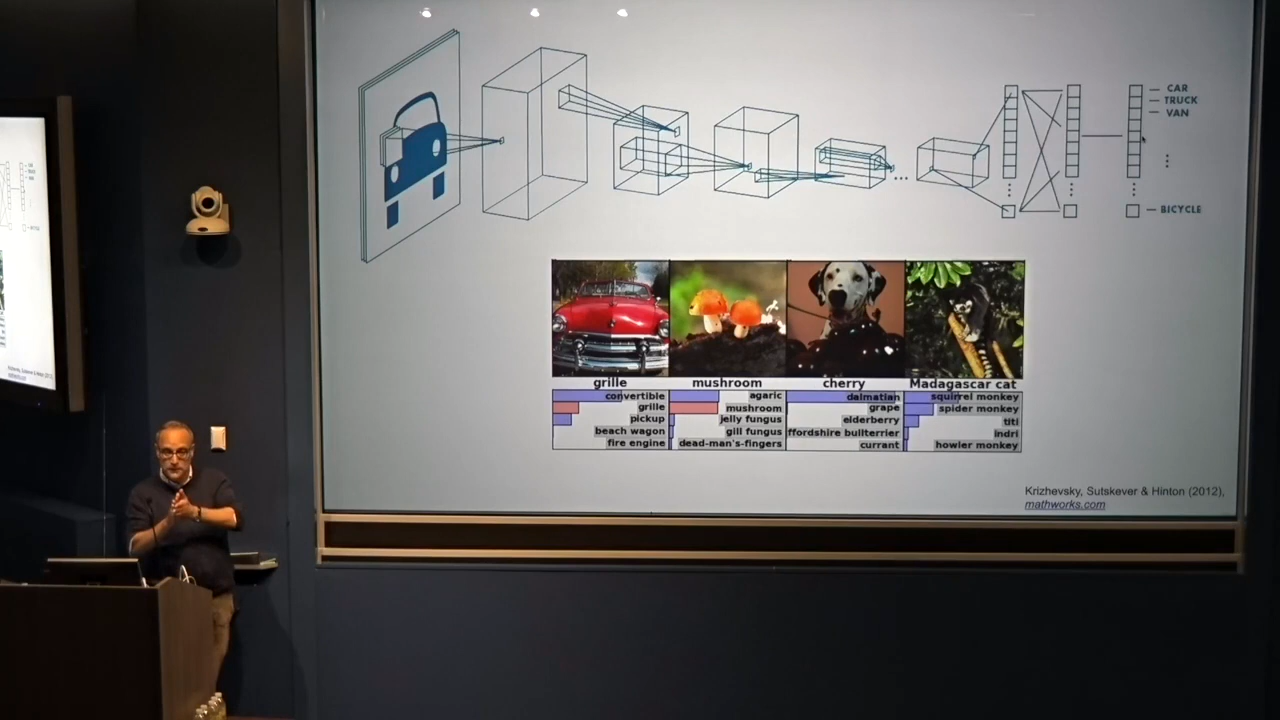 CAR
TRUCK
VAN
BICYCLE
grille
convertible
grille
pickup
beach wagon
fire engine
mushroom
agaric
mushroom
jelly fungus
gill fungus
dead-man's-fingers
cherry
dalmatian
grape
elderberry
ffordshire bullterrier
currant
Madagascar cat
squirrel monkey
spider monkey
titi
indri
howler monkey
Krizhevsky, Sutskever & Hinton (2012),
mathworks.com